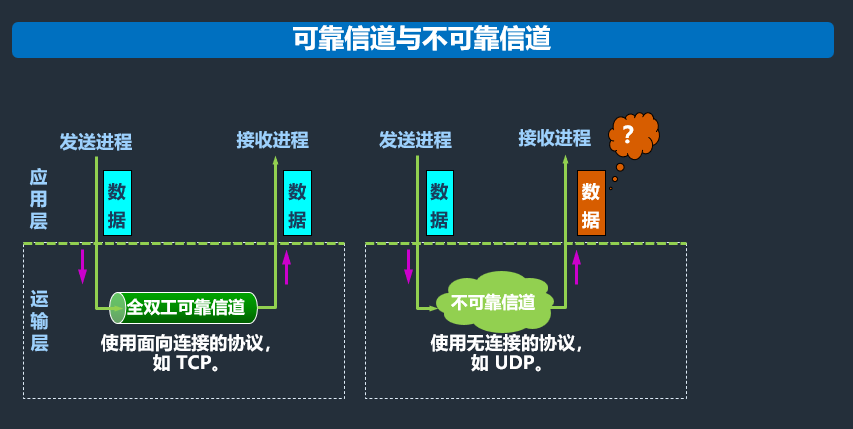 可靠信道与不可靠信道
发送进程
接收进程
发送进程
接收进程
?
应用层
数据
数据
数据
数据
运输层
全双工可靠信道
不可靠信道
使用面向连接的协议，
如 TCP。
使用无连接的协议，
如 UDP。